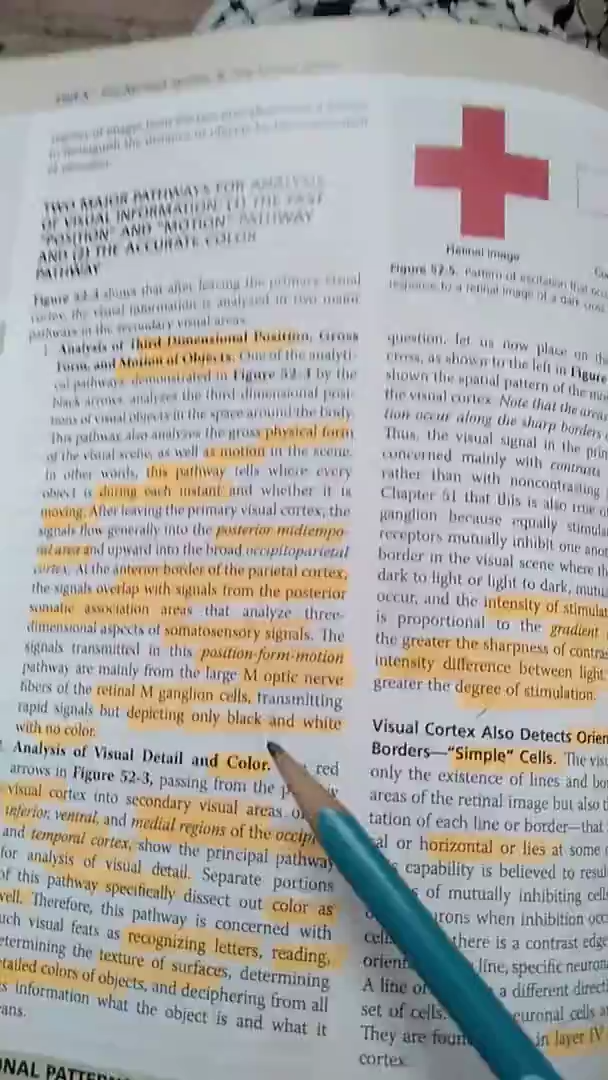 to distinguish the distance of objects by
TWO MAJOR PATHWAYS FOR ANALYSIS
OF VISUAL INFORMATION: (1) THE FAST
"POSITION" AND "MOTION" PATHWAY
AND (2) THE ACCURATE COLOR
PATHWAY
Figure 52-3 shows that after leaving the primary visual
cortex, the visual information is analyzed in two major
pathways in the secondary visual areas.
1. Analysis of Third Dimensional Position, Gross
Form, and Motion of Objects. One of the analyti-
cal pathways, demonstrated in Figure 52-3 by the
black arrows, analyzes the third dimensional posi-
tions of visual objects in the space around the body.
This pathway also analyzes the gross physical form
of the visual scene, as well as motion in the scene.
In other words, this pathway tells where every
object is during each instant and whether it is
moving. After leaving the primary visual cortex, the
signals flow generally into the posterior midtempo-
ral area and upward into the broad occipitoparietal
cortex. At the anterior border of the parietal cortex,
the signals overlap with signals from the posterior
somatic association areas that analyze three-
dimensional aspects of somatosensory signals. The
signals transmitted in this position-form-motion
pathway are mainly from the large M optic nerve
fibers of the retinal M ganglion cells, transmitting
rapid signals but depicting only black and white
with no color.
Analysis of Visual Detail and Color. red
arrows in Figure 52-3, passing from the
visual cortex into secondary visual areas
inferior, ventral, and medial regions of the
and temporal cortex, show the principal pathway
for analysis of visual detail. Separate portions
of this pathway specifically dissect out color as
well. Therefore, this pathway is concerned with
such visual feats as recognizing letters, reading,
determining the texture of surfaces, determining
detailed colors of objects, and deciphering from all
information what the object is and what it
Retinal image
Figure 52-5. Pattern of excitation that
response to a retinal image of a dark
question, let us now place on the
cross, as shown to the left in Figure
shown the spatial pattern of the
the visual cortex. Note that the areas
tion occur along the sharp borders
Thus, the visual signal in the
concerned mainly with contrasts
rather than with noncontrasting
Chapter 51 that this is also true of
ganglion because equally
receptors mutually inhibit one
border in the visual scene where
dark to light or light to dark,
occur, and the intensity of
is proportional to the gradient
the greater the sharpness of
intensity difference between light
greater the degree of stimulation.
Visual Cortex Also Detects
Borders—"Simple" Cells. The
only the existence of lines and
areas of the retinal image but also
tation of each line or border—that
or horizontal or lies at some
capability is believed to
of mutually inhibiting
when inhibition
there is a contrast edge
line, specific
A line a different
set of cells.
They are in layer IV
cortex.